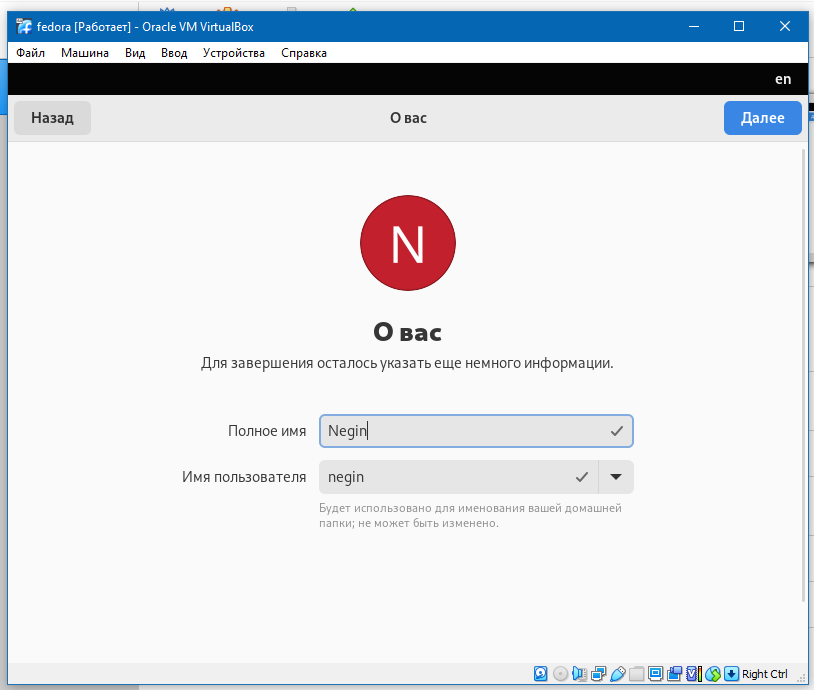 fedora [Работает] - Oracle VM VirtualBox
Файл Машина Вид Ввод Устройства Справка
en
Назад О вас Далее
N
О вас
Для завершения осталось указать еще немного информации.
Полное имя Negin
Имя пользователя negin
Будет использовано для именования вашей домашней
папки; не может быть изменено.
Right Ctrl